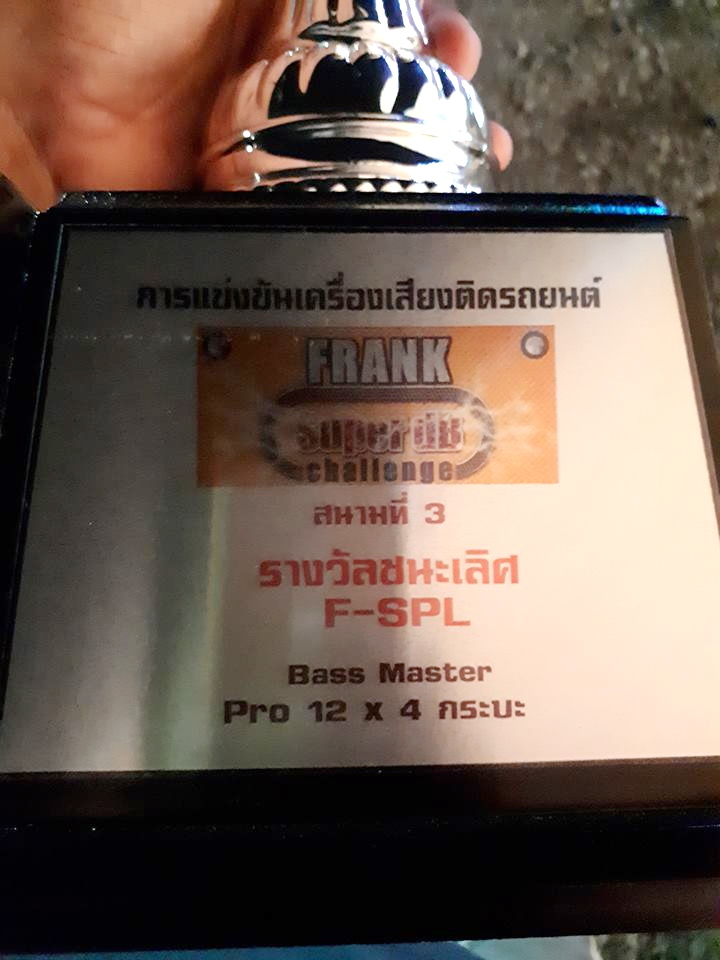 การแข่งขันเครื่องเสียงติดรถยนต์
FRANK
superdB
challenge
สนามที่ 3
รางวัลชนะเลิศ
F-SPL
Bass Master
Pro 12 x 4 กระบะ